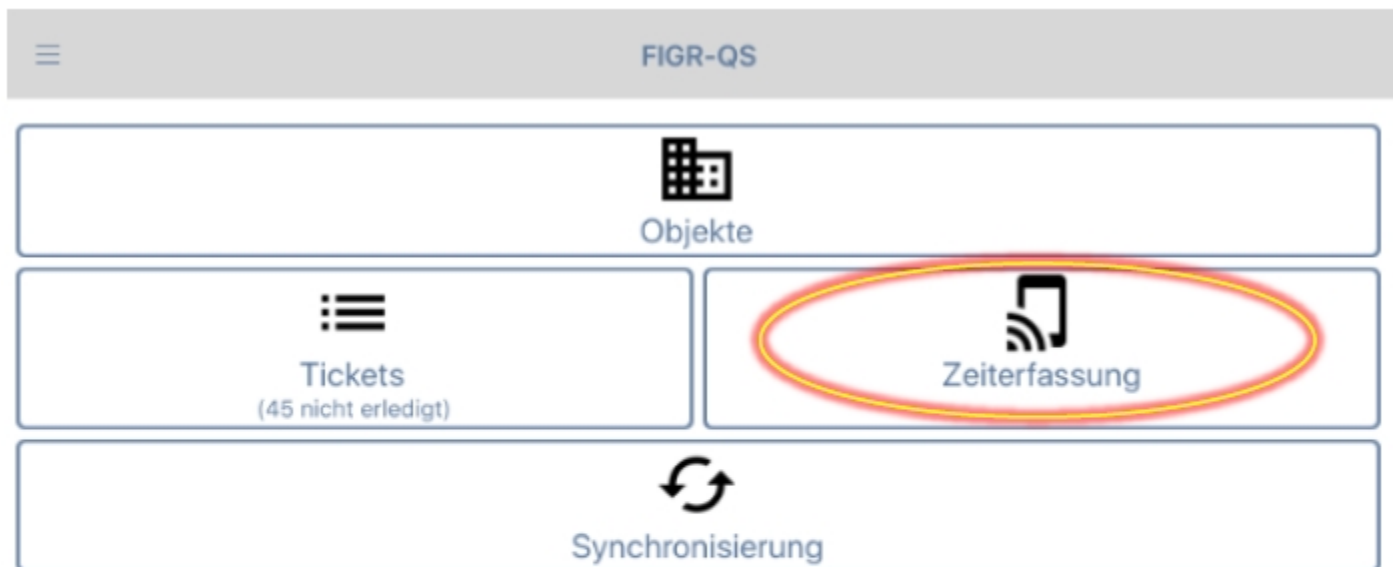 FIGR-QS
Objekte
Tickets
(45 nicht erledigt)
Zeiterfassung
Synchronisierung